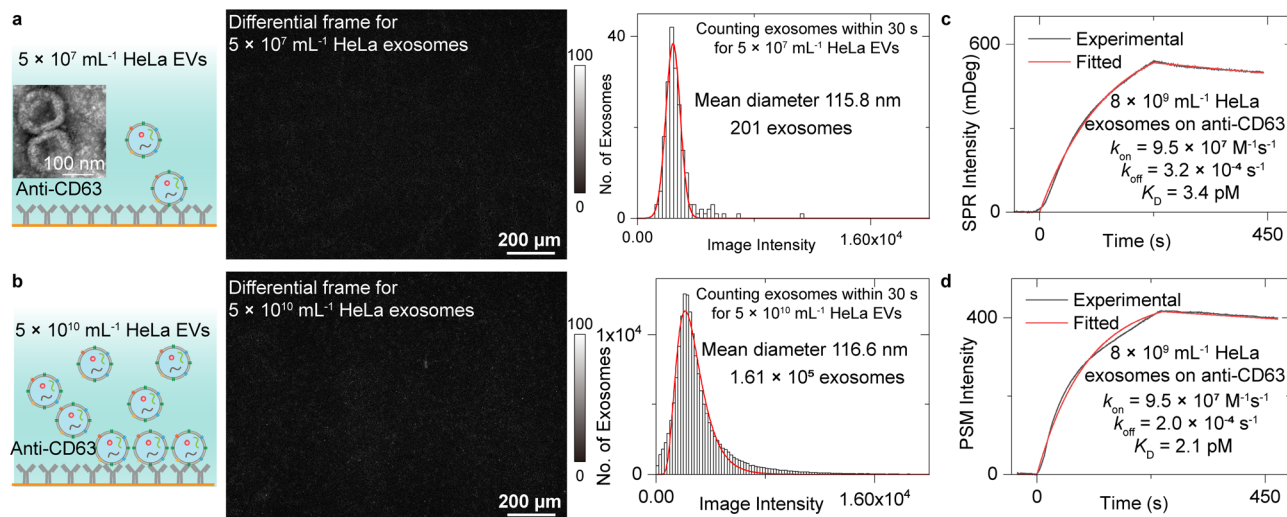 a
5 × 10⁷ mL⁻¹ HeLa EVs
100 nm
Anti-CD63
Differential frame for
5 × 10⁷ mL⁻¹ HeLa exosomes
200 µm
100
0
No. of Exosomes
40
0
Counting exosomes within 30 s
for 5 × 10⁷ mL⁻¹ HeLa EVs
Mean diameter 115.8 nm
201 exosomes
0.00
1.60x10⁴
Image Intensity
c
SPR Intensity (mDeg)
600
0
Experimental
Fitted
8 × 10⁹ mL⁻¹ HeLa
exosomes on anti-CD63
kon = 9.5 × 10⁷ M⁻¹s⁻¹
koff = 3.2 × 10⁻⁴ s⁻¹
KD = 3.4 pM
0
450
Time (s)
b
5 × 10¹⁰ mL⁻¹ HeLa EVs
Anti-CD63
Differential frame for
5 × 10¹⁰ mL⁻¹ HeLa exosomes
200 µm
100
0
No. of Exosomes
1x10⁴
0
Counting exosomes within 30 s
for 5 × 10¹⁰ mL⁻¹ HeLa EVs
Mean diameter 116.6 nm
1.61 × 10⁵ exosomes
0.00
1.60x10⁴
Image Intensity
d
PSM Intensity
400
0
Experimental
Fitted
8 × 10⁹ mL⁻¹ HeLa
exosomes on anti-CD63
kon = 9.5 × 10⁷ M⁻¹s⁻¹
koff = 2.0 × 10⁻⁴ s⁻¹
KD = 2.1 pM
0
450
Time (s)